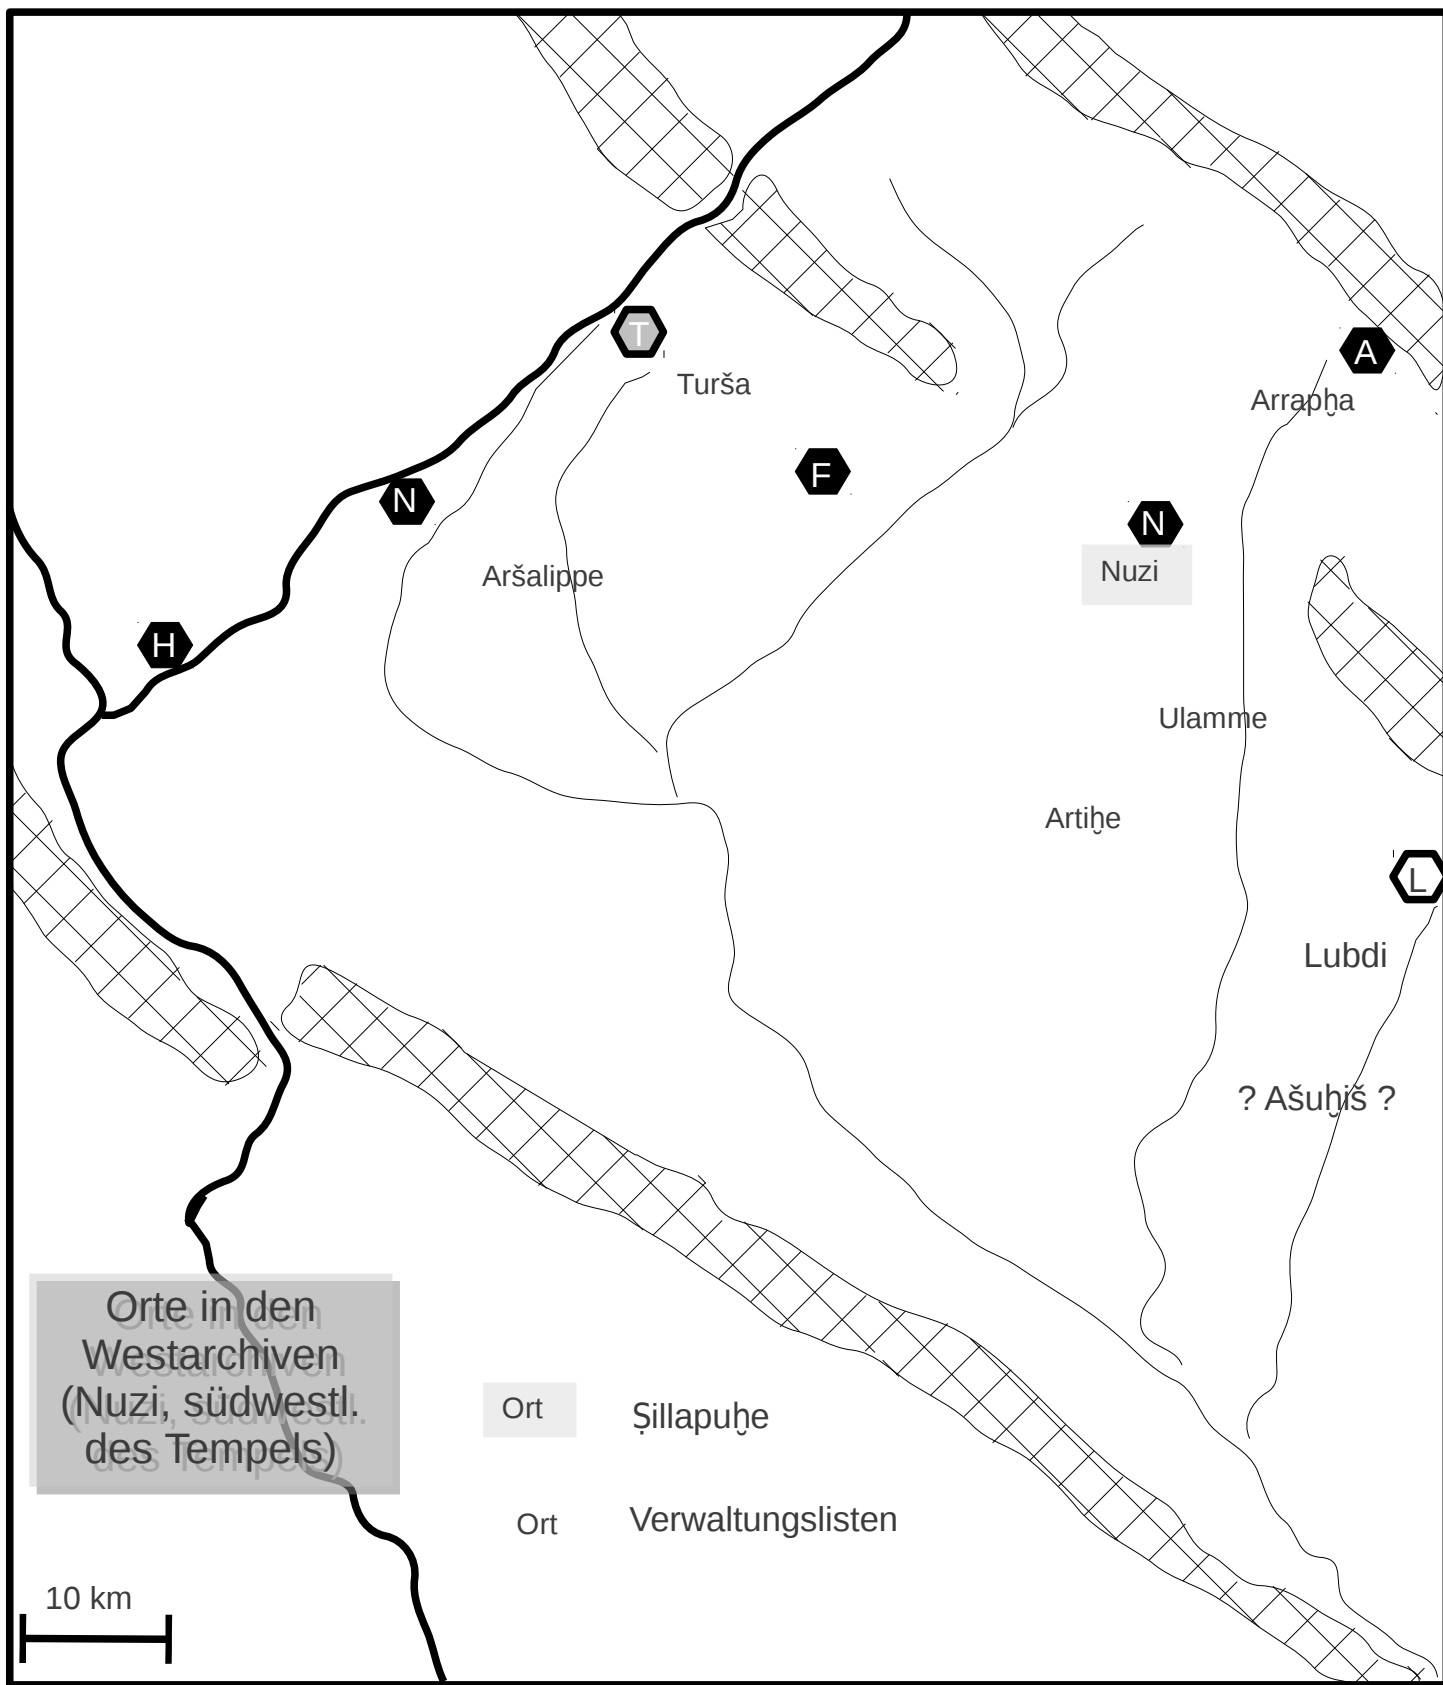 T
Turša
A
Arrapḫa
F
N
N
Nuzi
Aršalippe
H
Ulamme
Artiḫe
L
Lubdi
? Ašuḫiš ?
Orte in den
Westarchiven
(Nuzi, südwestl.
des Tempels)
Ort Ṣillapuḫe
Ort Verwaltungslisten
10 km